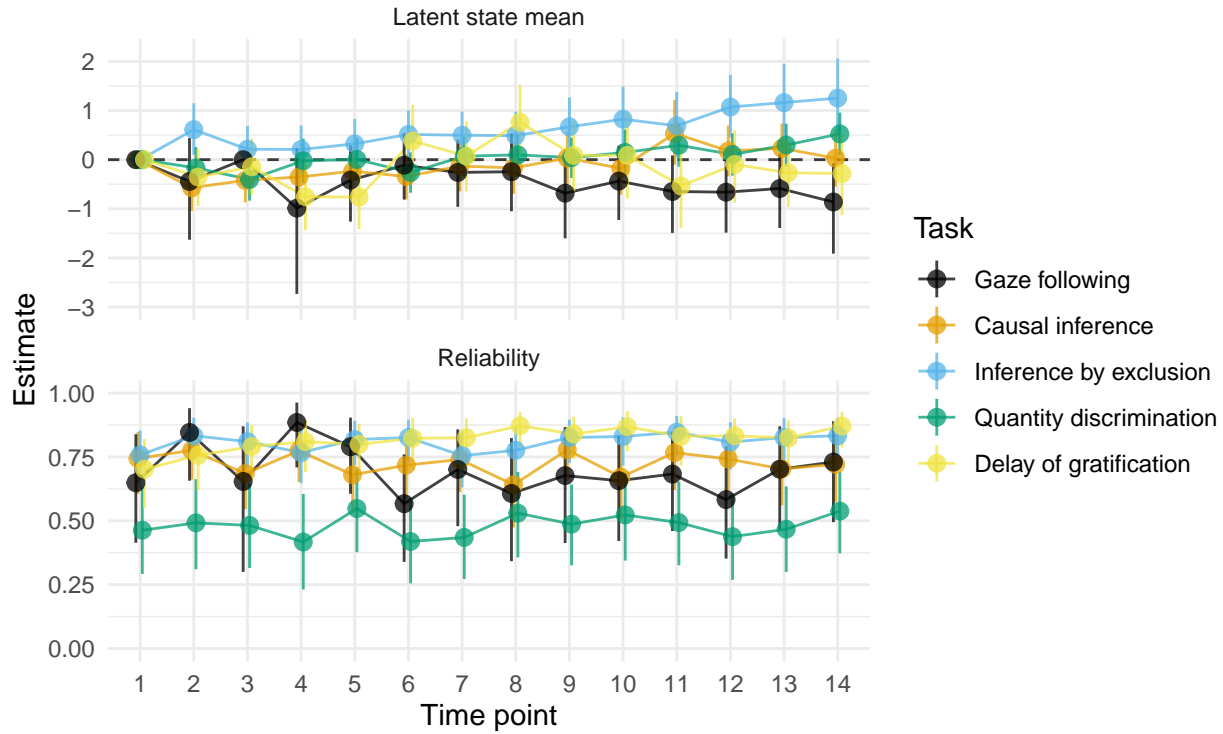 Latent state mean
2
1
0
−1
−2
−3
Estimate
Reliability
1.00
0.75
0.50
0.25
0.00
1 2 3 4 5 6 7 8 9 10 11 12 13 14
Time point
Task
Gaze following
Causal inference
Inference by exclusion
Quantity discrimination
Delay of gratification